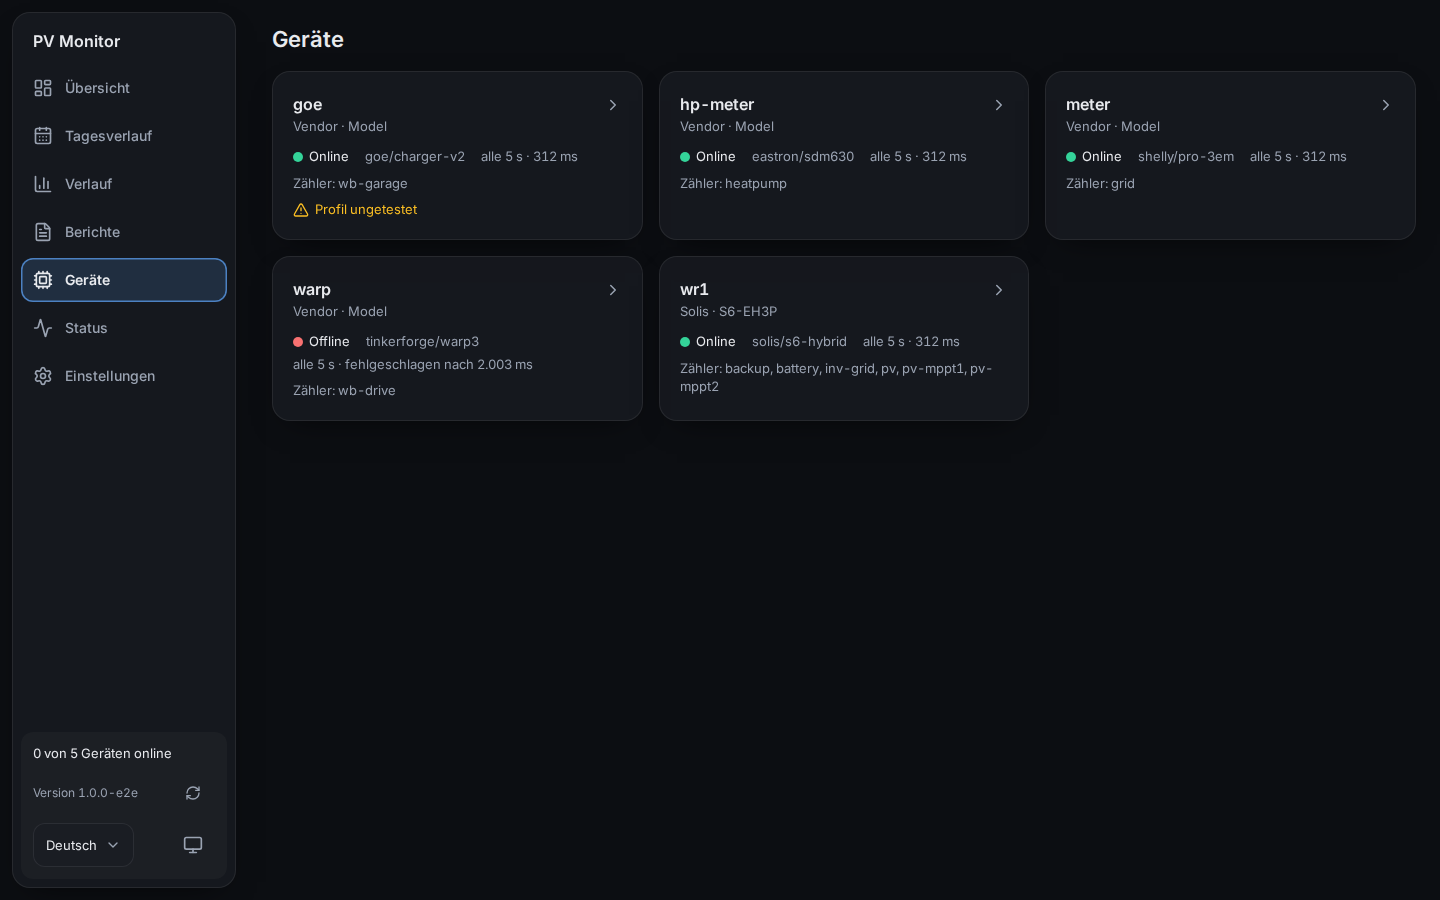 PV Monitor
Übersicht
Tagesverlauf
Verlauf
Berichte
Geräte
Status
Einstellungen
0 von 5 Geräten online
Version 1.0.0-e2e
Deutsch
Geräte
goe
Vendor · Model
Online goe/charger-v2 alle 5 s · 312 ms
Zähler: wb-garage
Profil ungetestet
hp-meter
Vendor · Model
Online eastron/sdm630 alle 5 s · 312 ms
Zähler: heatpump
meter
Vendor · Model
Online shelly/pro-3em alle 5 s · 312 ms
Zähler: grid
warp
Vendor · Model
Offline tinkerforge/warp3
alle 5 s · fehlgeschlagen nach 2.003 ms
Zähler: wb-drive
wr1
Solis · S6-EH3P
Online solis/s6-hybrid alle 5 s · 312 ms
Zähler: backup, battery, inv-grid, pv, pv-mppt1, pv-
mppt2